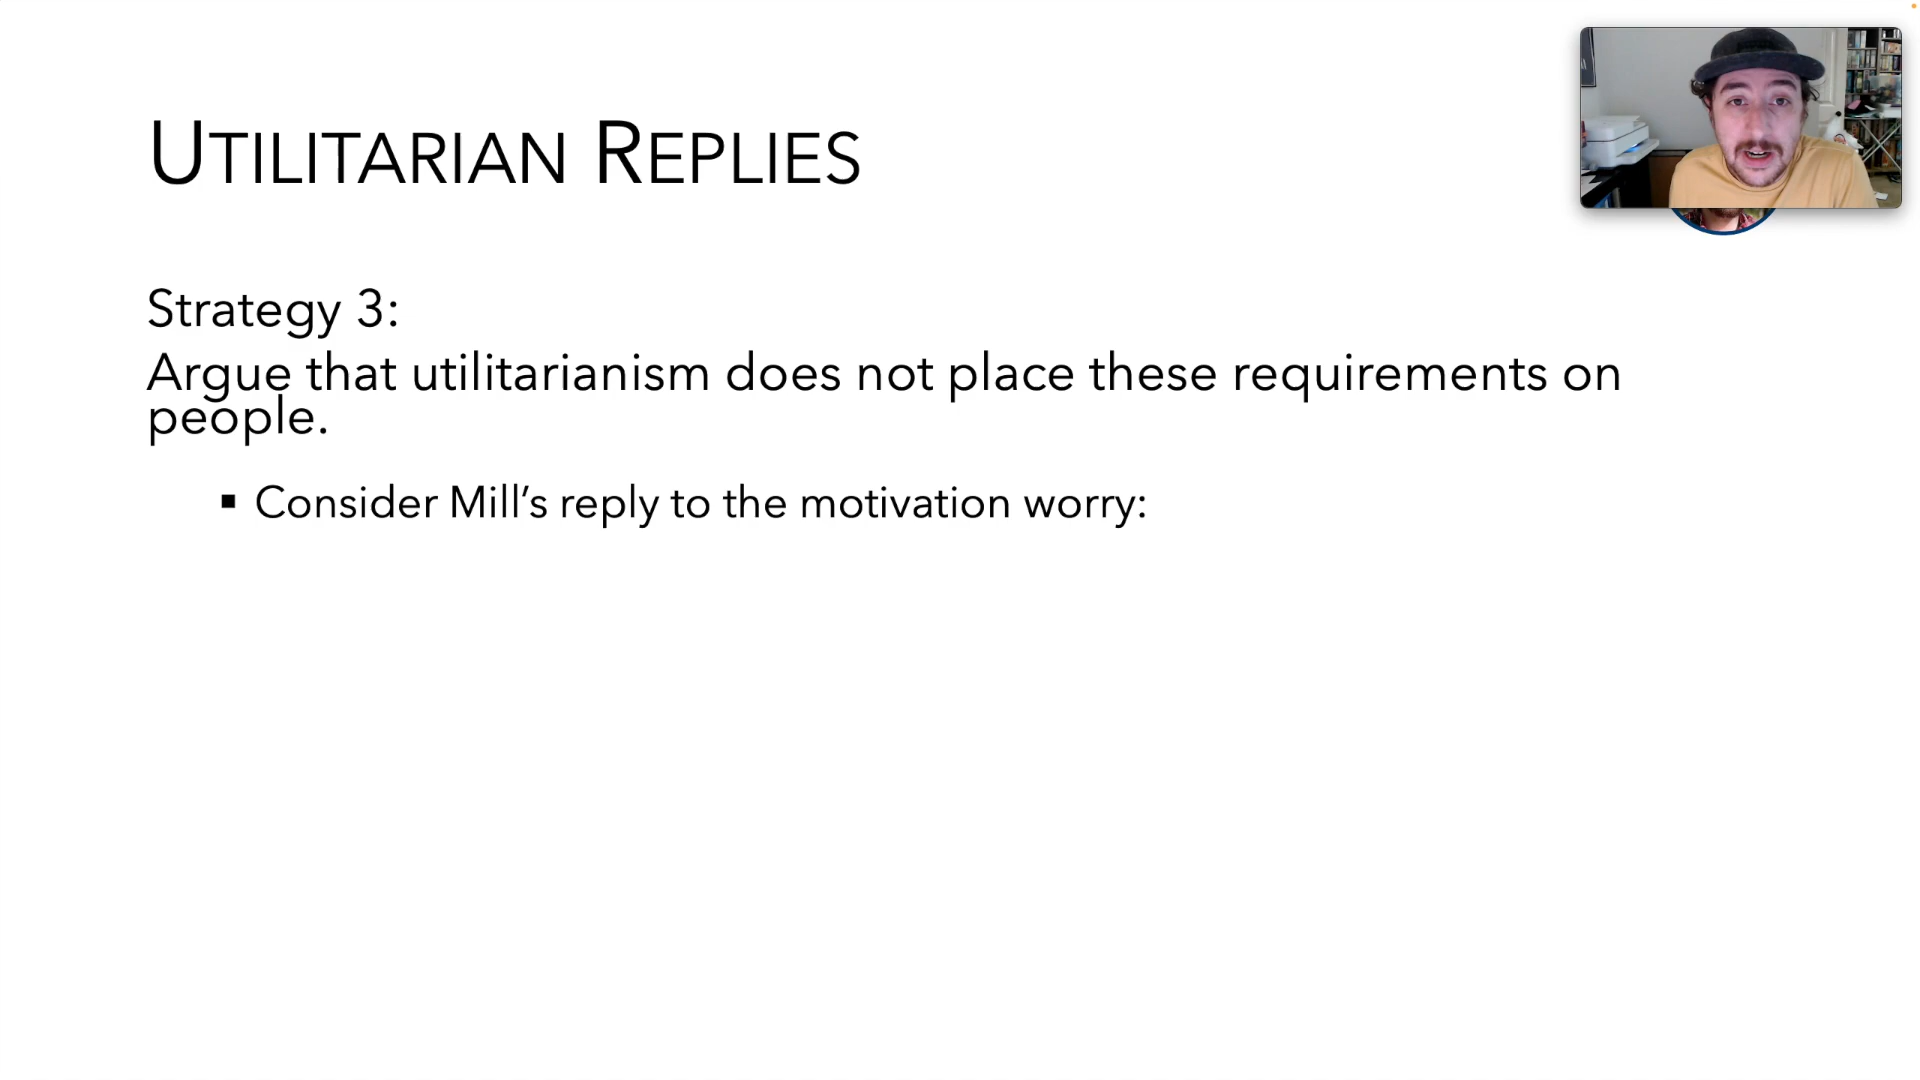 UTILITARIAN REPLIES
Strategy 3:
Argue that utilitarianism does not place these requirements on
people.
▪ Consider Mill’s reply to the motivation worry: